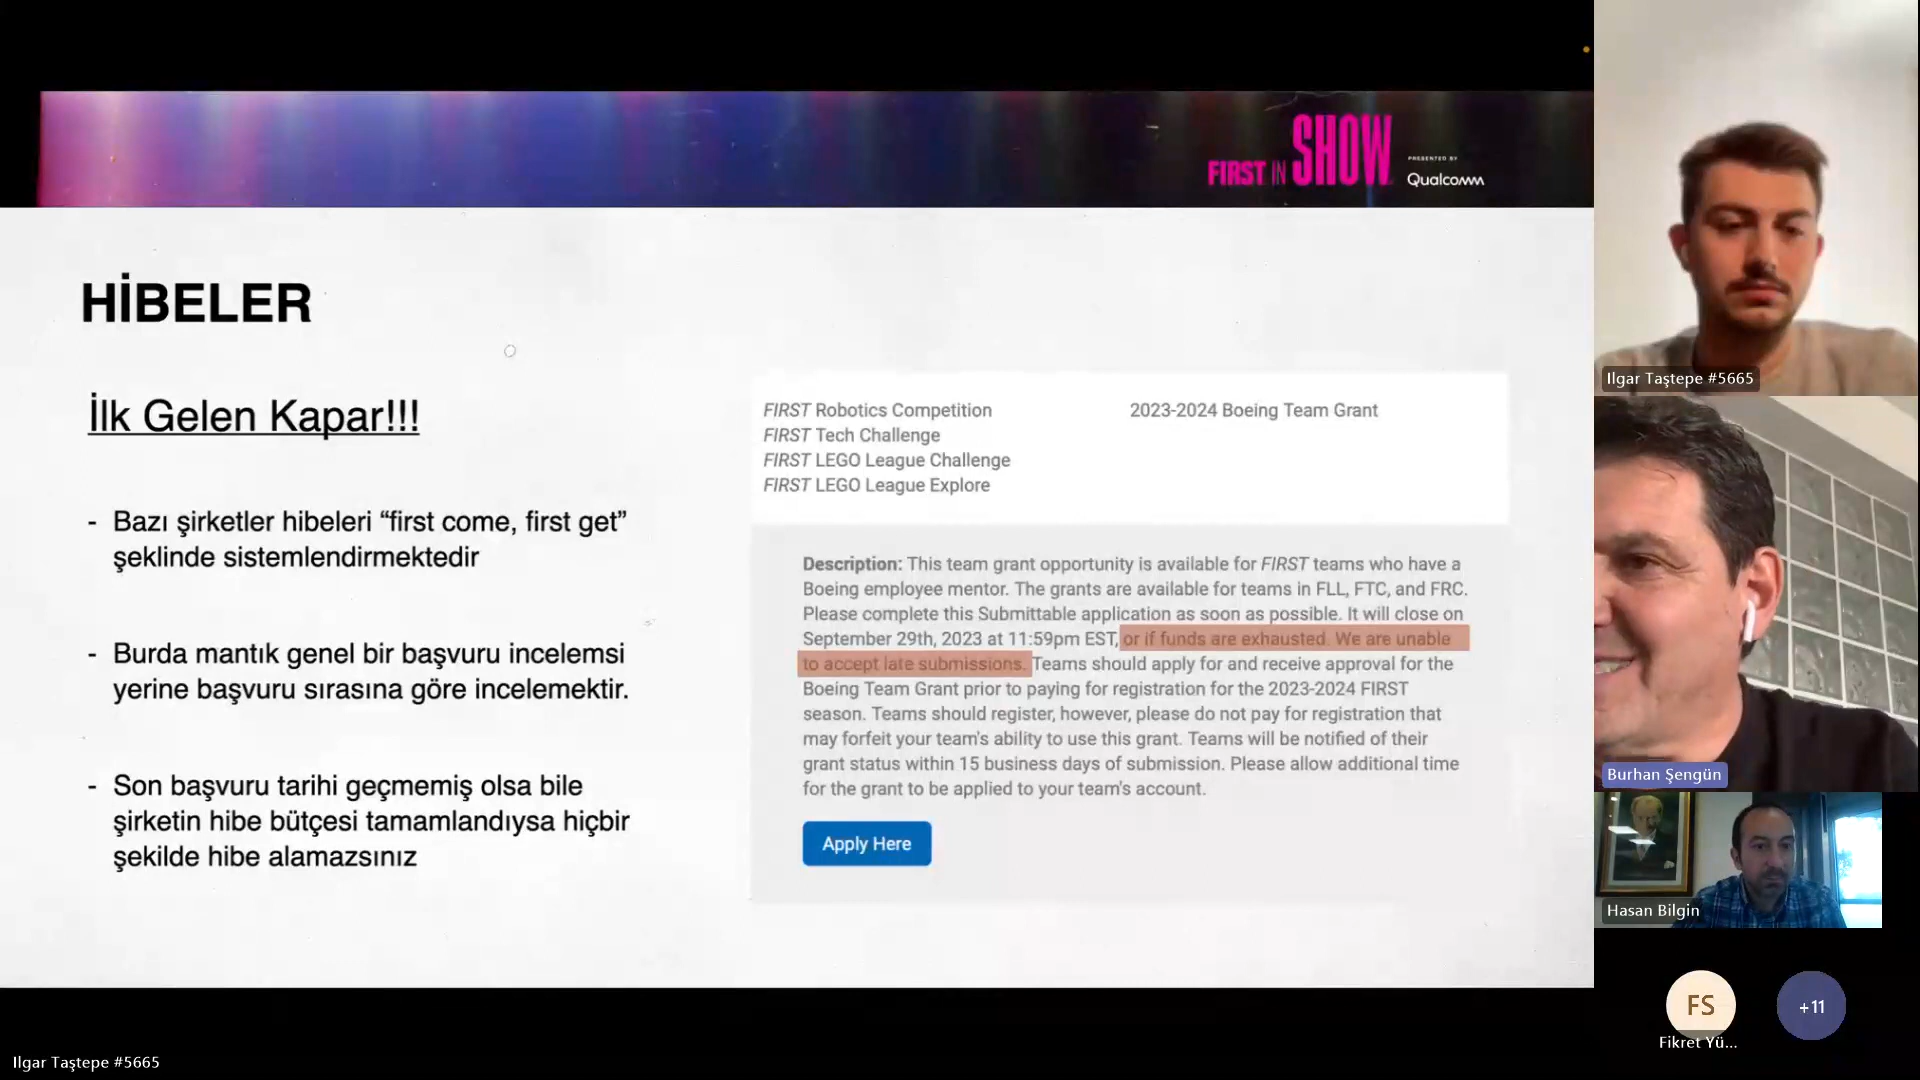 FIRST IN SHOW
PRESENTED BY
Qualcomm
HİBELER
İlk Gelen Kapar!!!
- Bazı şirketler hibeleri “first come, first get”
şeklinde sistemlendirmektedir
- Burda mantık genel bir başvuru incelemsi
yerine başvuru sırasına göre incelemektir.
- Son başvuru tarihi geçmemiş olsa bile
şirketin hibe bütçesi tamamlandıysa hiçbir
şekilde hibe alamazsınız
FIRST Robotics Competition
FIRST Tech Challenge
FIRST LEGO League Challenge
FIRST LEGO League Explore
2023-2024 Boeing Team Grant
Description: This team grant opportunity is available for FIRST teams who have a
Boeing employee mentor. The grants are available for teams in FLL, FTC, and FRC.
Please complete this Submittable application as soon as possible. It will close on
September 29th, 2023 at 11:59pm EST, or if funds are exhausted. We are unable
to accept late submissions. Teams should apply for and receive approval for the
Boeing Team Grant prior to paying for registration for the 2023-2024 FIRST
season. Teams should register, however, please do not pay for registration that
may forfeit your team's ability to use this grant. Teams will be notified of their
grant status within 15 business days of submission. Please allow additional time
for the grant to be applied to your team's account.
Apply Here
Ilgar Taştepe #5665
Burhan Şengün
Hasan Bilgin
FS
Fikret Yü...
+11
Ilgar Taştepe #5665